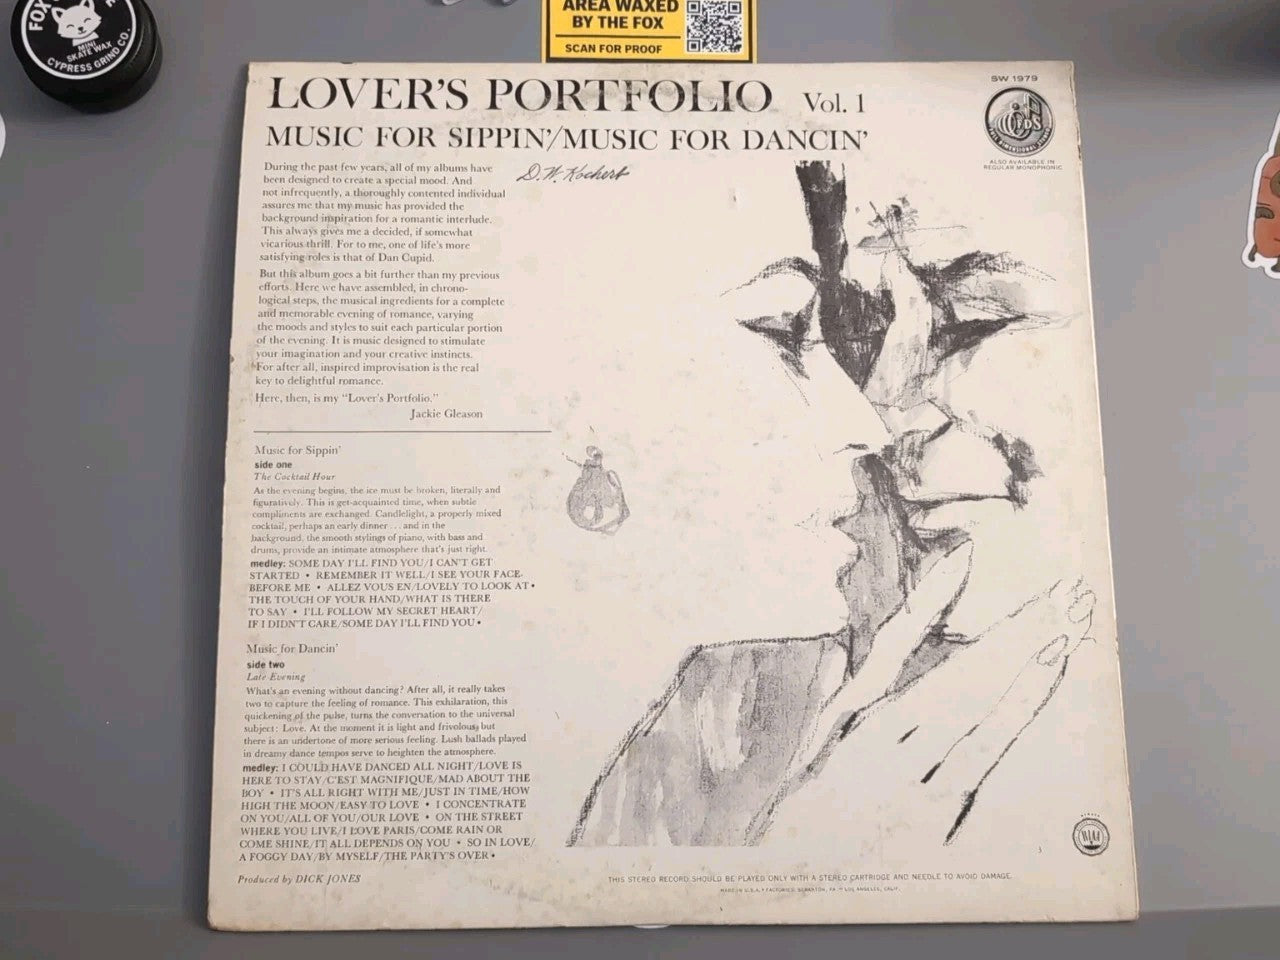 FOX
MINI
SKATE WAX
CYPRESS GRIND CO.
AREA WAXED
BY THE FOX
SCAN FOR PROOF
LOVER'S PORTFOLIO Vol. 1
MUSIC FOR SIPPIN'/MUSIC FOR DANCIN'
SW 1979
FDS
ALSO AVAILABLE IN
REGULAR MONOPHONIC
D.W. Kochert
During the past few years, all of my albums have
been designed to create a special mood. And
not infrequently, a thoroughly contented individual
assures me that my music has provided the
background inspiration for a romantic interlude.
This always gives me a decided, if somewhat
vicarious thrill. For to me, one of life's more
satisfying roles is that of Dan Cupid.
But this album goes a bit further than my previous
efforts. Here we have assembled, in chrono-
logical steps, the musical ingredients for a complete
and memorable evening of romance, varying
the moods and styles to suit each particular portion
of the evening. It is music designed to stimulate
your imagination and your creative instincts.
For after all, inspired improvisation is the real
key to delightful romance.
Here, then, is my "Lover's Portfolio."
Jackie Gleason
Music for Sippin'
side one
The Cocktail Hour
As the evening begins, the ice must be broken, literally and
figuratively. This is get-acquainted time, when subtle
compliments are exchanged. Candlelight, a properly mixed
cocktail, perhaps an early dinner ... and in the
background, the smooth stylings of piano, with bass and
drums, provide an intimate atmosphere that's just right.
medley: SOME DAY I'LL FIND YOU/I CAN'T GET
STARTED • REMEMBER IT WELL/I SEE YOUR FACE
BEFORE ME • ALLEZ VOUS EN/LOVELY TO LOOK AT •
THE TOUCH OF YOUR HAND/WHAT IS THERE
TO SAY • I'LL FOLLOW MY SECRET HEART/
IF I DIDN'T CARE/SOME DAY I'LL FIND YOU •
Music for Dancin'
side two
Late Evening
What's an evening without dancing? After all, it really takes
two to capture the feeling of romance. This exhilaration, this
quickening of the pulse, turns the conversation to the universal
subject: Love. At the moment it is light and frivolous, but
there is an undertone of more serious feeling. Lush ballads played
in dreamy dance tempos serve to heighten the atmosphere.
medley: I COULD HAVE DANCED ALL NIGHT/LOVE IS
HERE TO STAY/C'EST MAGNIFIQUE/MAD ABOUT THE
BOY • IT'S ALL RIGHT WITH ME/JUST IN TIME/HOW
HIGH THE MOON/EASY TO LOVE • I CONCENTRATE
ON YOU/ALL OF YOU/OUR LOVE • ON THE STREET
WHERE YOU LIVE/I LOVE PARIS/COME RAIN OR
COME SHINE/IT ALL DEPENDS ON YOU • SO IN LOVE/
A FOGGY DAY/BY MYSELF/THE PARTY'S OVER •
Produced by DICK JONES
THIS STEREO RECORD SHOULD BE PLAYED ONLY WITH A STEREO CARTRIDGE AND NEEDLE TO AVOID DAMAGE.
MADE IN U.S.A. • FACTORIES: SCRANTON, PA. — LOS ANGELES, CALIF.